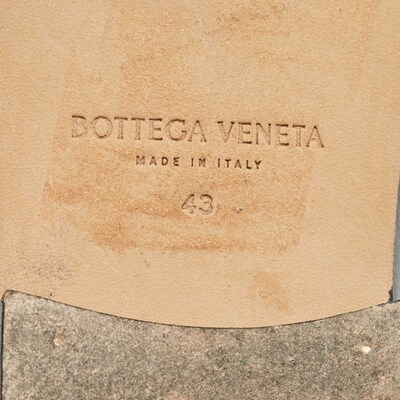 BOTTEGA VENETA
MADE IN ITALY
43